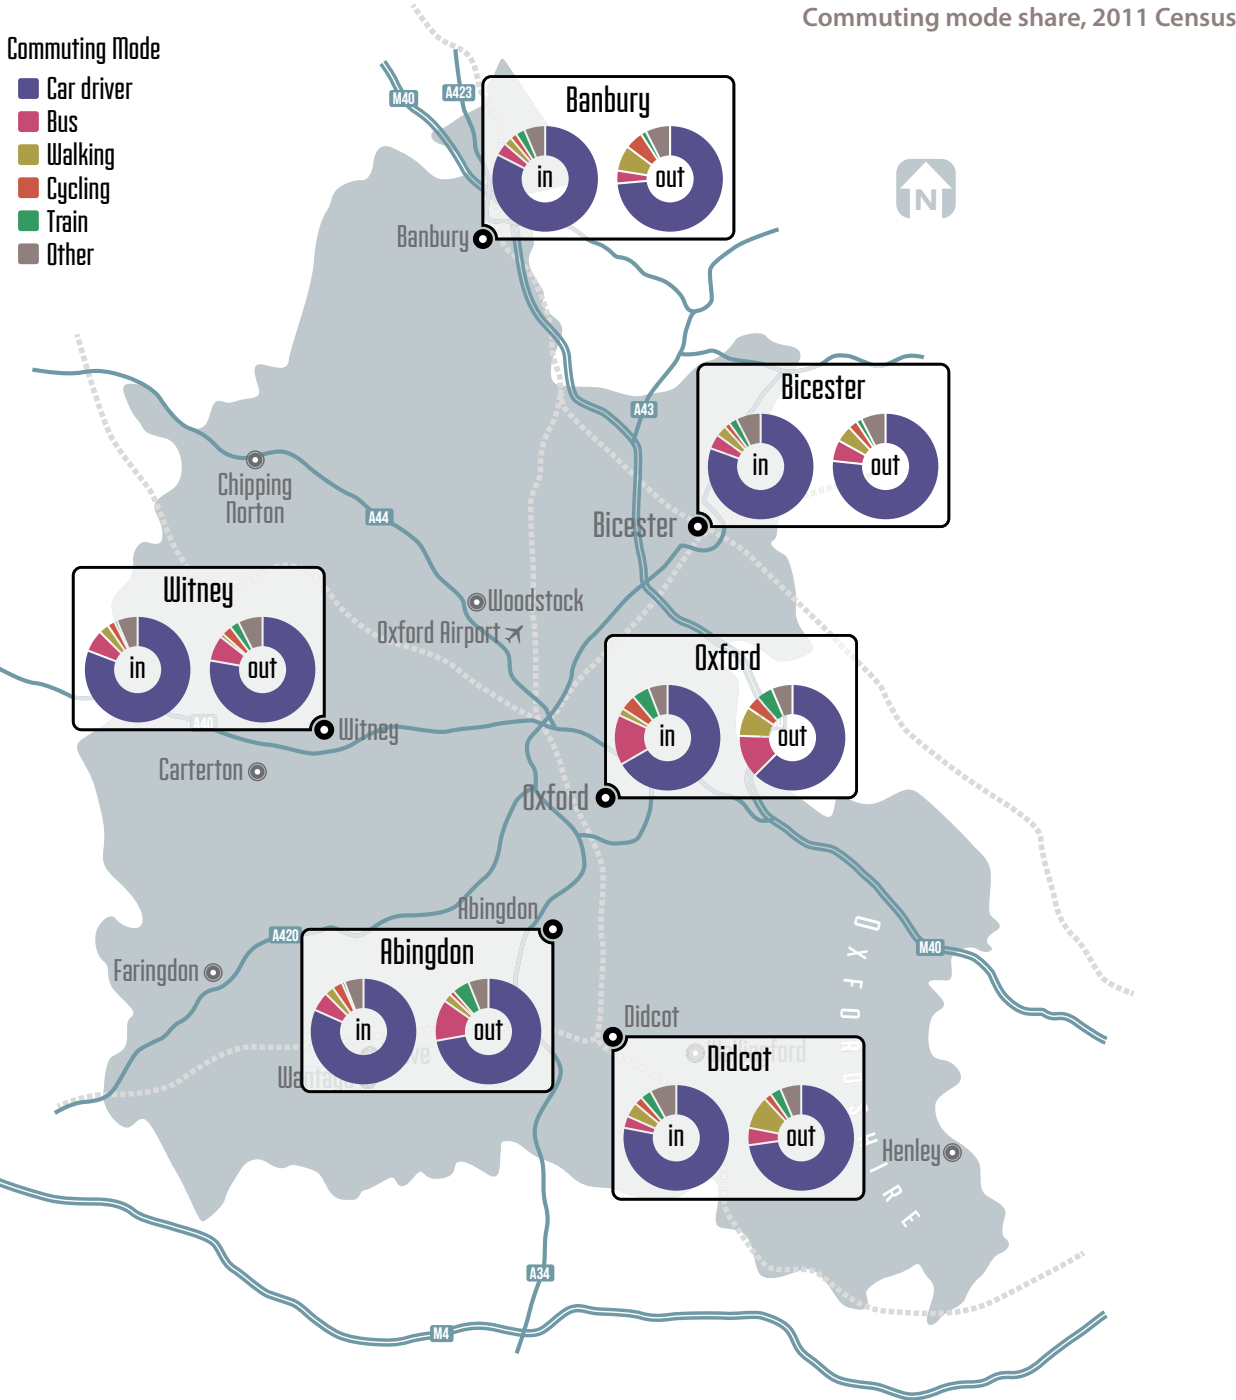 Commuting mode share, 2011 Census
Commuting Mode
Car driver
Bus
Walking
Cycling
Train
Other
M40
A423
Banbury
in
out
Banbury
N
Bicester
in
out
A43
Bicester
Chipping
Norton
A44
Witney
in
out
A40
Witney
Woodstock
Oxford Airport
Oxford
in
out
Oxford
Carterton
Abingdon
A420
Abingdon
in
out
Faringdon
M40
OXFORDSHIRE
Didcot
Didcot
in
out
Henley
A34
M4